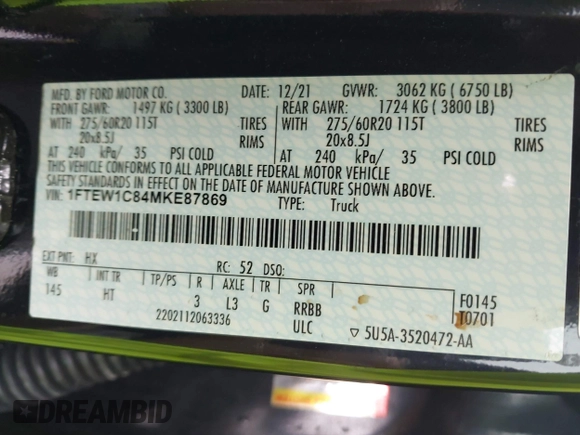 MFD. BY FORD MOTOR CO. DATE: 12/21 GVWR: 3062 KG ( 6750 LB)
FRONT GAWR: 1497 KG ( 3300 LB) REAR GAWR: 1724 KG ( 3800 LB)
WITH 275/60R20 115T TIRES WITH 275/60R20 115T TIRES
20x8.5J RIMS 20x8.5J RIMS
AT 240 kPa/ 35 PSI COLD AT 240 kPa/ 35 PSI COLD
THIS VEHICLE CONFORMS TO ALL APPLICABLE FEDERAL MOTOR VEHICLE
SAFETY AND THEFT PREVENTION STANDARDS IN EFFECT ON THE DATE OF MANUFACTURE SHOWN ABOVE.
VIN: 1FTEW1C84MKE87869 TYPE: Truck
EXT PNT: HX RC: 52 DSO:
WB INT TR TP/PS R AXLE TR SPR F0145
145 HT 3 L3 G RRBB T0701
2202112063336 ULC ▽ 5U5A-3520472-AA
DREAMBID